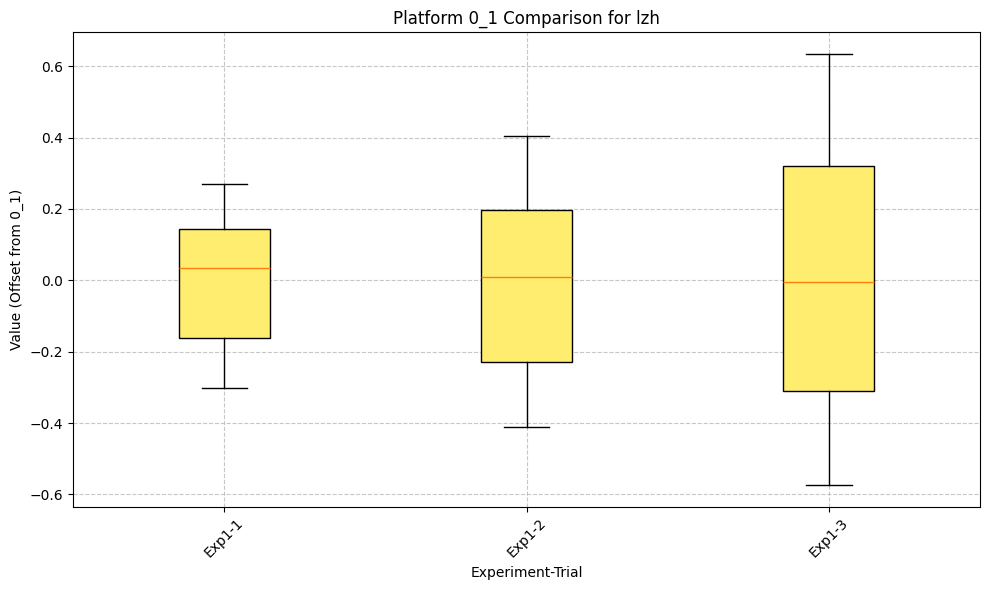 Platform 0_1 Comparison for lzh
Value (Offset from 0_1)
0.6
0.4
0.2
0.0
−0.2
−0.4
−0.6
Exp1-1
Exp1-2
Exp1-3
Experiment-Trial